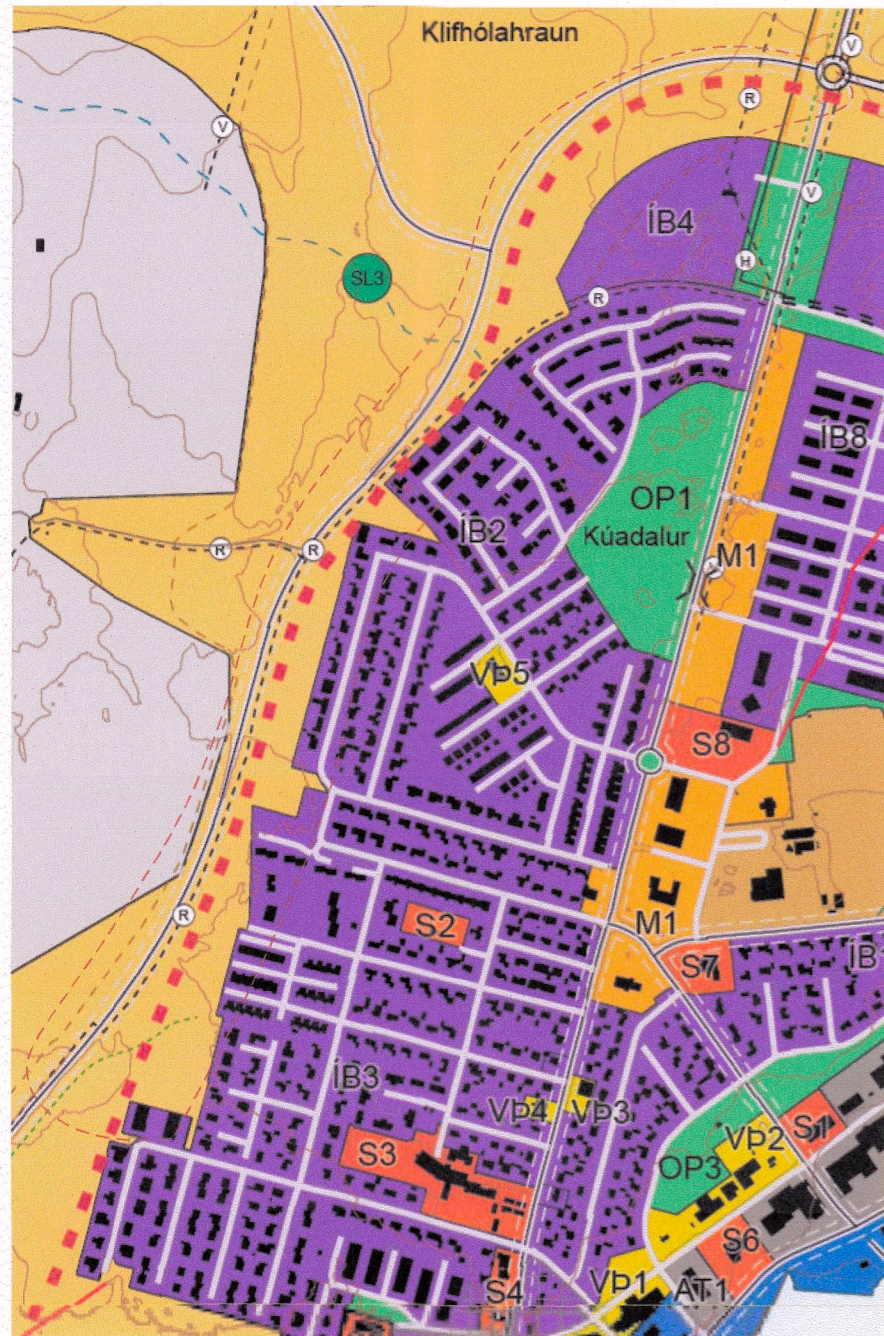 Klifhólahraun
V
V
R
V
ÍB4
H
SL3
R
ÍB8
OP1
Kúadalur
ÍB2
M1
R
R
VÞ5
S8
S2
M1
R
S7
ÍB
ÍB3
VÞ4
VÞ3
S1
VÞ2
S3
OP3
S6
VÞ1
AT1
S4